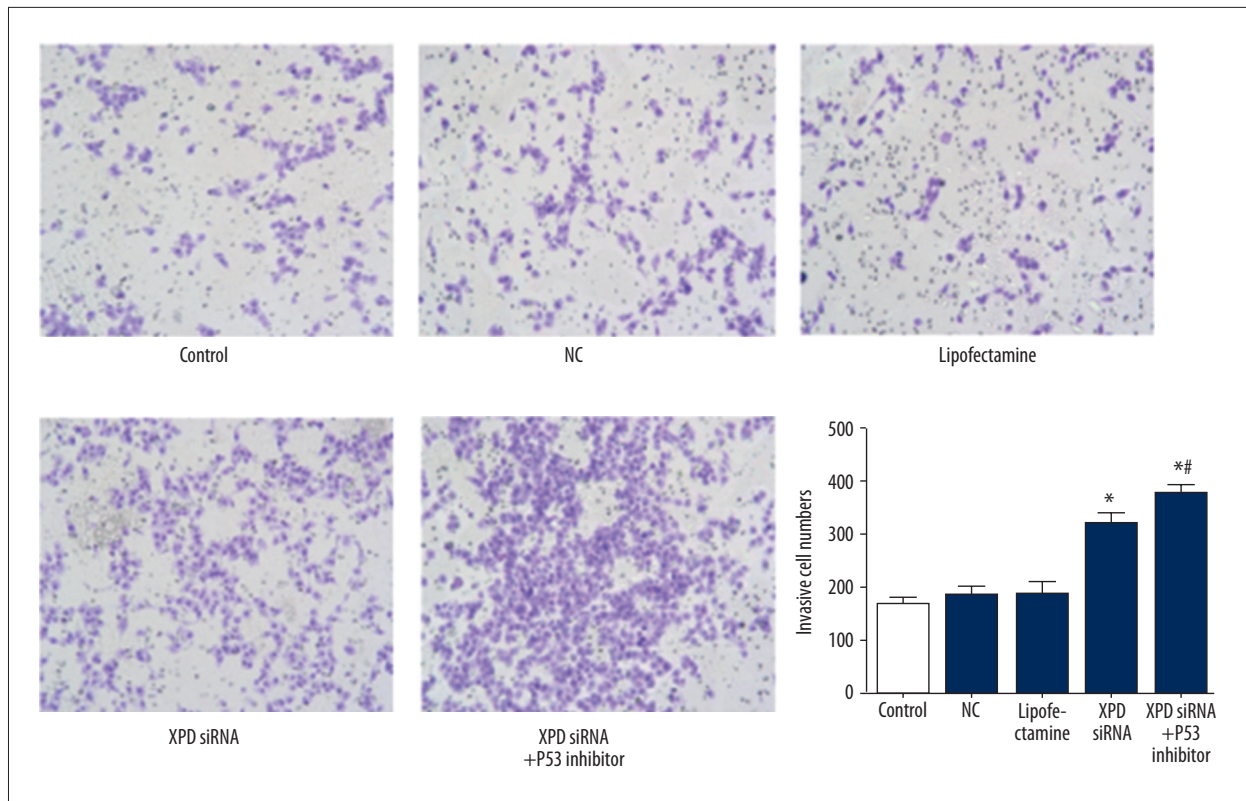 Control
NC
Lipofectamine
XPD siRNA
XPD siRNA
+P53 inhibitor
500
400
300
200
100
0
Invasive cell numbers
*
*#
Control
NC
Lipofe-
ctamine
XPD
siRNA
XPD siRNA
+P53
inhibitor